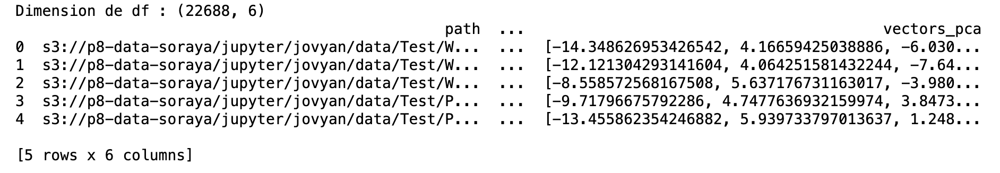 Dimension de df : (22688, 6)
path ... vectors_pca
0 s3://p8-data-soraya/jupyter/jovyan/data/Test/W... ... [-14.348626953426542, 4.16659425038886, -6.030...
1 s3://p8-data-soraya/jupyter/jovyan/data/Test/W... ... [-12.121304293141604, 4.064251581432244, -7.64...
2 s3://p8-data-soraya/jupyter/jovyan/data/Test/W... ... [-8.558572568167508, 5.637176731163017, -3.980...
3 s3://p8-data-soraya/jupyter/jovyan/data/Test/P... ... [-9.71796675792286, 4.7477636932159974, 3.8473...
4 s3://p8-data-soraya/jupyter/jovyan/data/Test/P... ... [-13.455862354246882, 5.939733797013637, 1.248...
[5 rows x 6 columns]